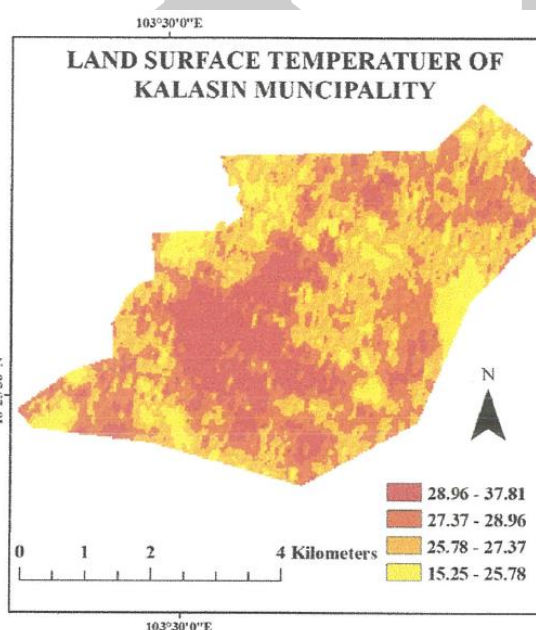 103°30'0"E
LAND SURFACE TEMPERATUER OF
KALASIN MUNCIPALITY
N
28.96 - 37.81
27.37 - 28.96
25.78 - 27.37
15.25 - 25.78
0 1 2 4 Kilometers
103°30'0"E